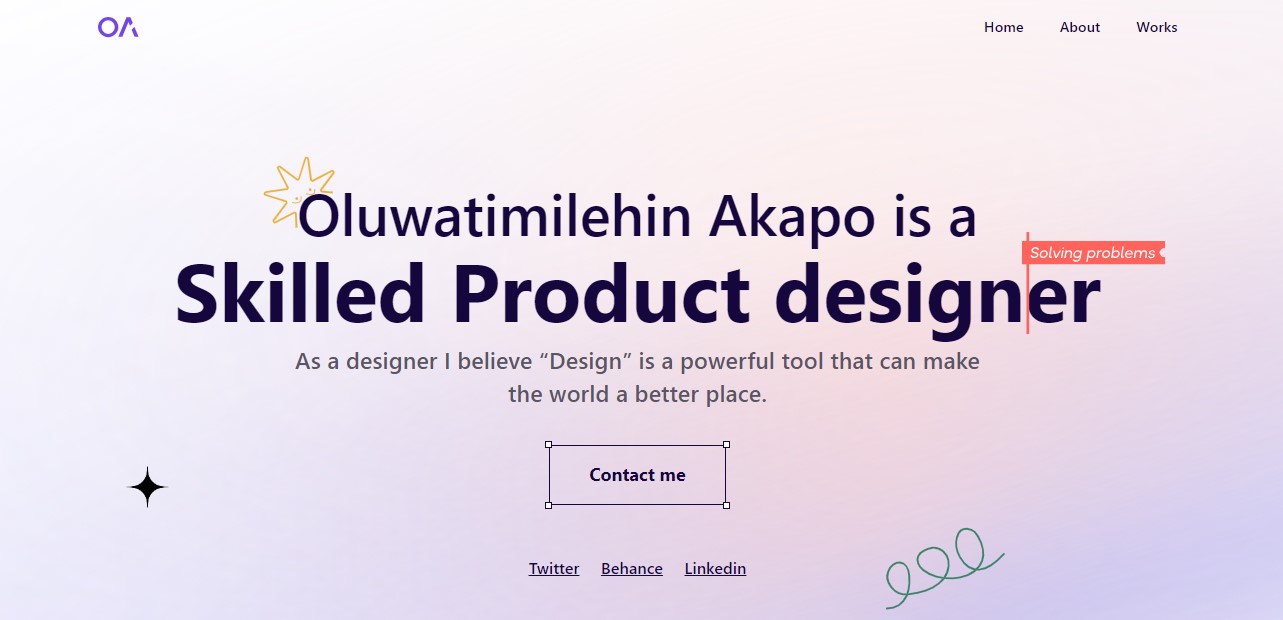 OA
Home About Works
Oluwatimilehin Akapo is a
Solving problems
Skilled Product designer
As a designer I believe “Design” is a powerful tool that can make
the world a better place.
Contact me
Twitter Behance Linkedin